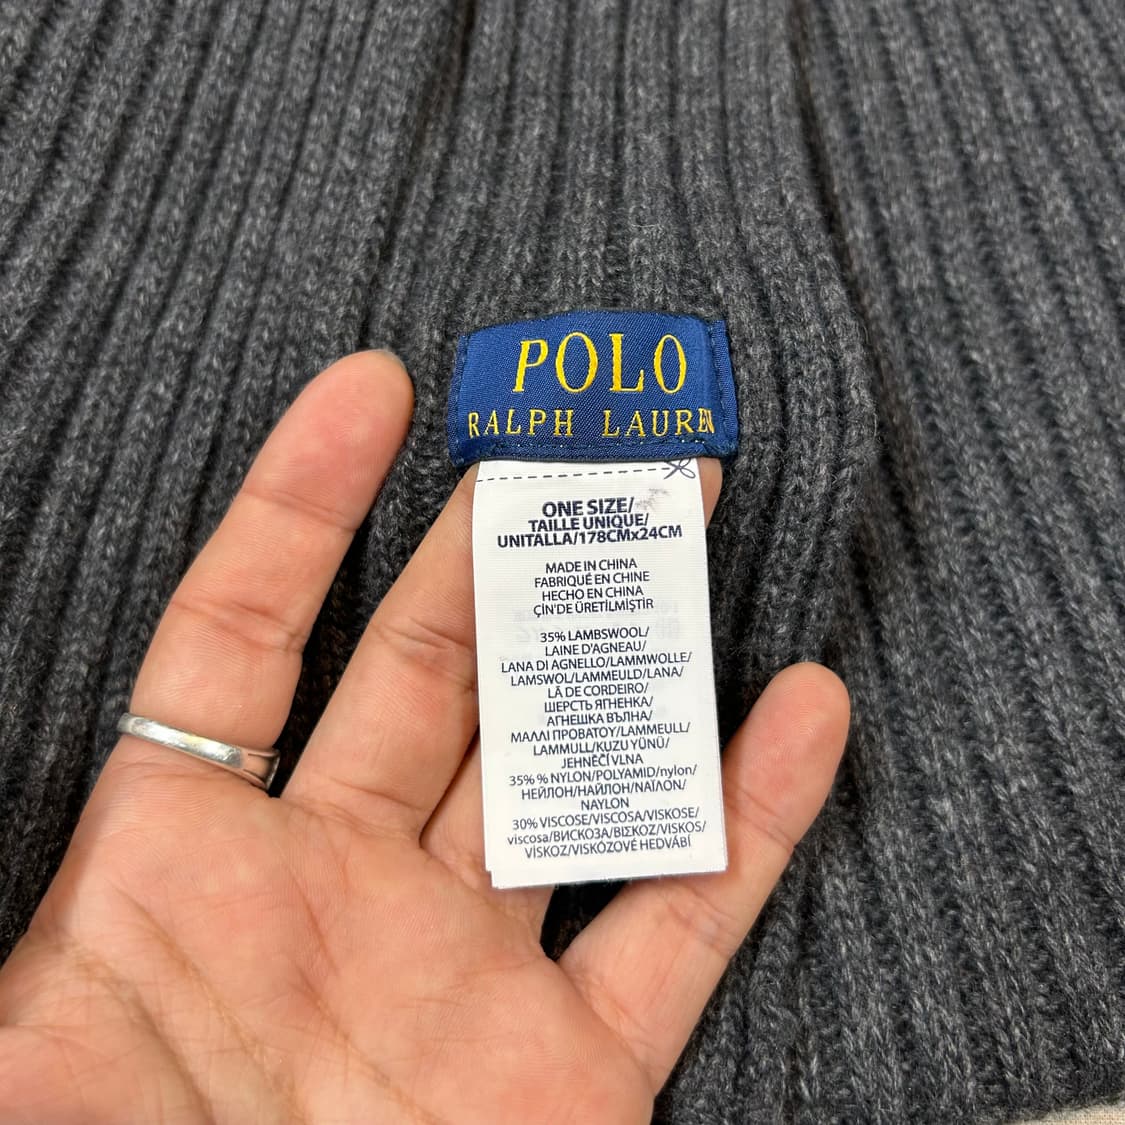 POLO
RALPH LAUREN
ONE SIZE/
TAILLE UNIQUE/
UNITALLA/178CMx24CM
MADE IN CHINA
FABRIQUÉ EN CHINE
HECHO EN CHINA
ÇİN'DE ÜRETİLMİŞTİR
35% LAMBSWOOL/
LAINE D'AGNEAU/
LANA DI AGNELLO/LAMMWOLLE/
LAMSWOL/LAMMEULD/LANA/
LÃ DE CORDEIRO/
ШЕРСТЬ ЯГНЕНКА/
АГНЕШКА ВЪЛНА/
ΜΑΛΛΙ ΠΡΟΒΑΤΟΥ/LAMMEULL/
LAMMULL/KUZU YÜNÜ/
JEHNĚČÍ VLNA
35% % NYLON/POLYAMID/nylon/
НЕЙЛОН/НАЙЛОН/ΝΑΪΛΟΝ/
NAYLON
30% VISCOSE/VISCOSA/VISKOSE/
viscosa/ВИСКОЗА/ΒΙΣΚΟΖ/VISKOS/
VİSKOZ/VISKÓZOVÉ HEDVÁBÍ